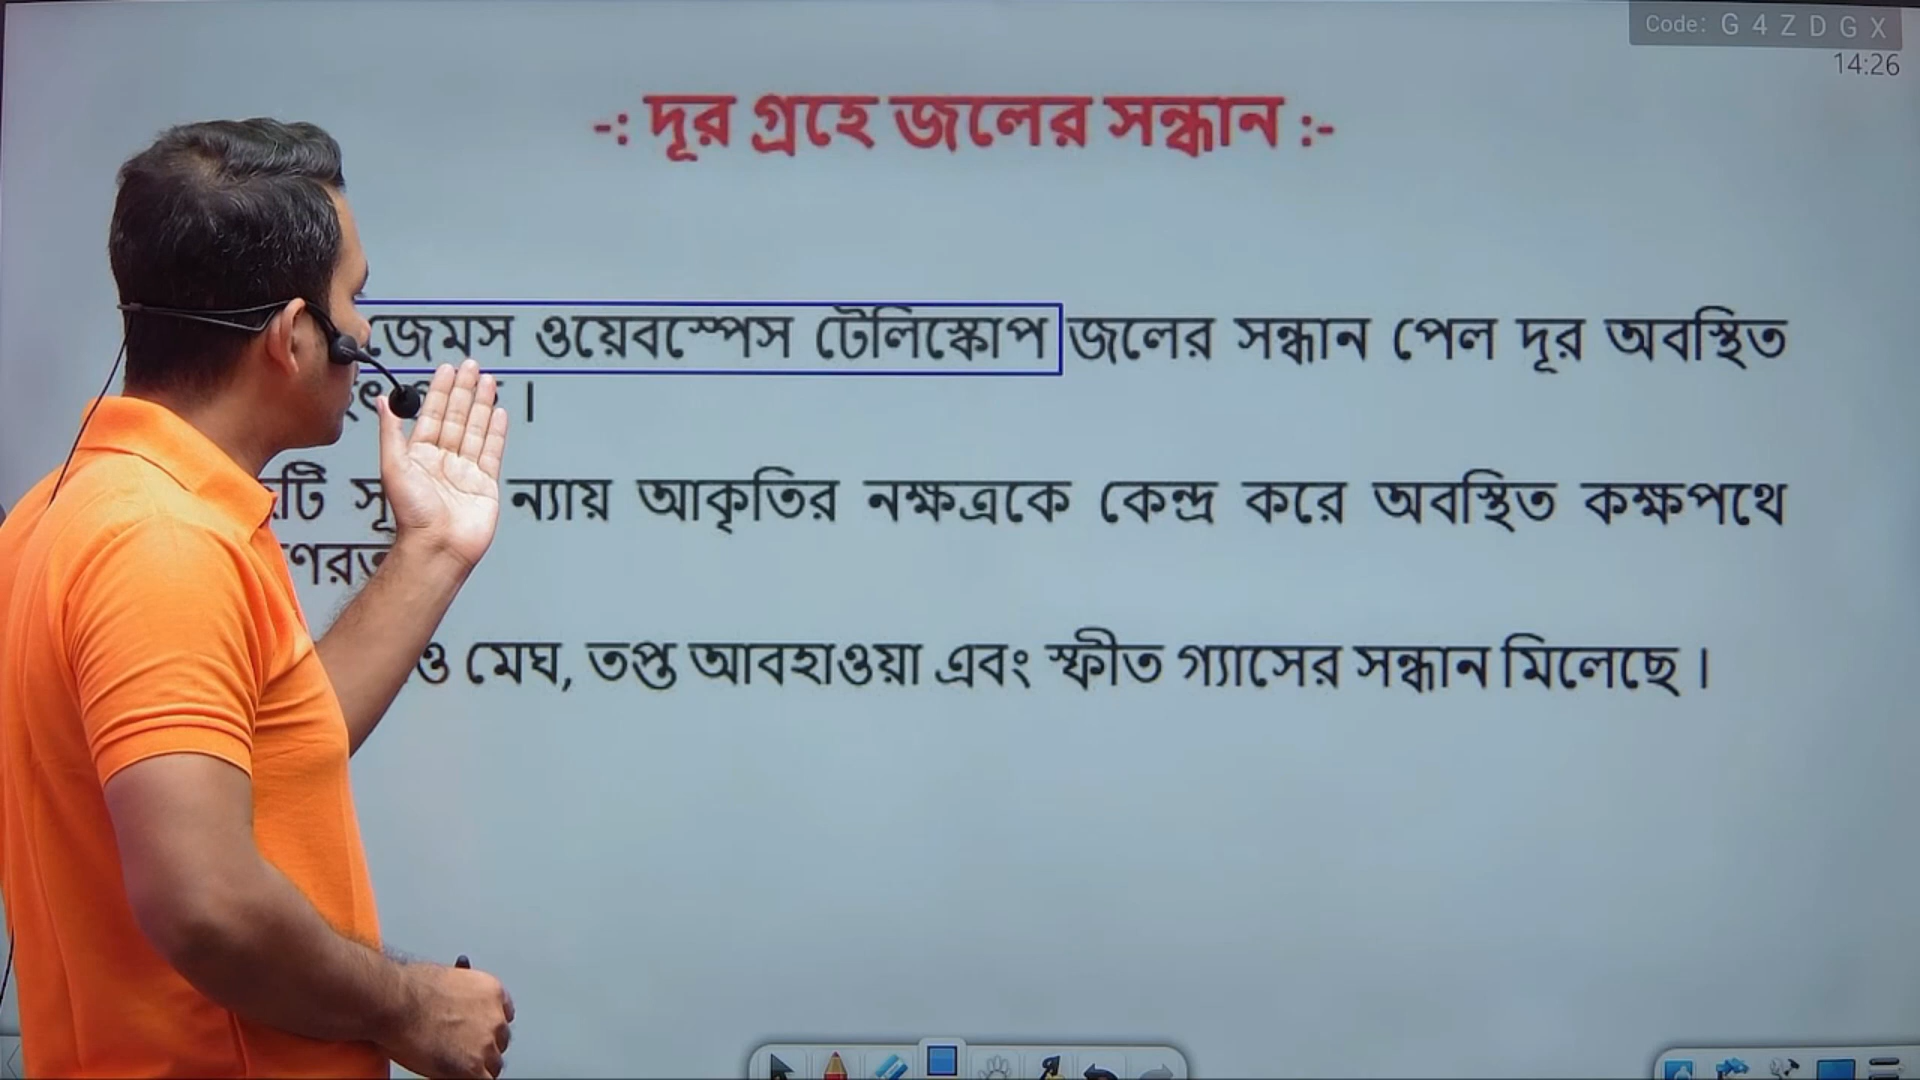 Code: G 4 Z D G X
14:26
-: দূর গ্রহে জলের সন্ধান :-
জেমস ওয়েবস্পেস টেলিস্কোপ জলের সন্ধান পেল দূর অবস্থিত
।
ন্যায় আকৃতির নক্ষত্রকে কেন্দ্র করে অবস্থিত কক্ষপথে
ও মেঘ, তপ্ত আবহাওয়া এবং স্ফীত গ্যাসের সন্ধান মিলেছে ।